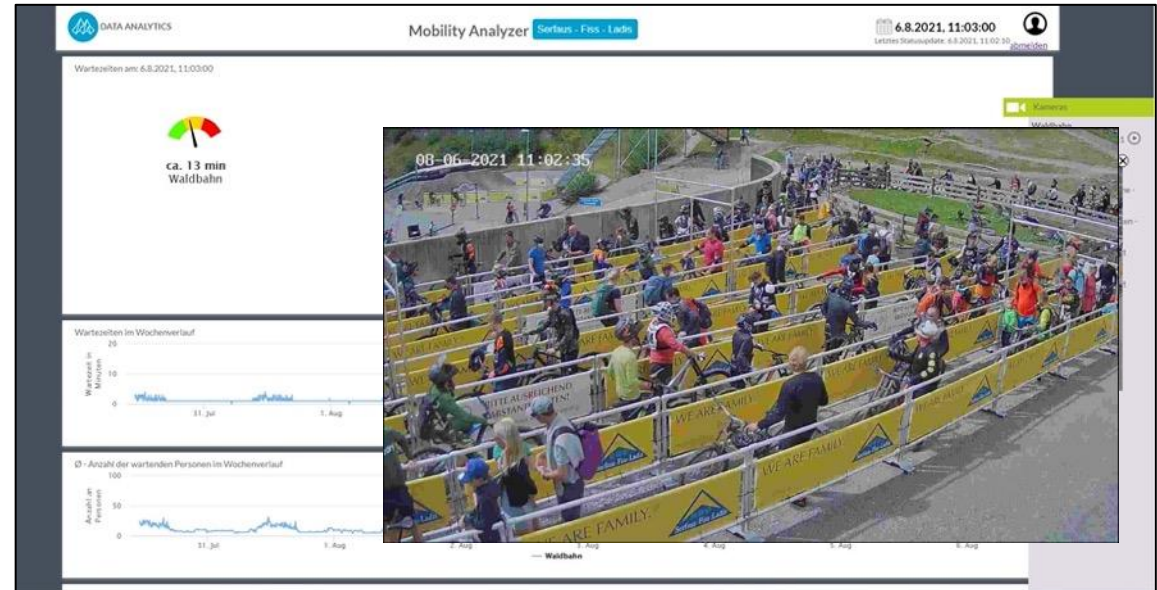 DATA ANALYTICS
Mobility Analyzer Serfaus - Fiss - Ladis
6.8.2021, 11:03:00
Letztes Statusupdate: 6.8.2021, 11:02:10
abmelden
Wartezeiten am: 6.8.2021, 11:03:00
Kameras
Waldbahn
ca. 13 min
Waldbahn
08-06-2021 11:02:35
Wartezeiten im Wochenverlauf
Wartezeit in
Minuten
20
10
0
31. Jul
1. Aug
BITTE AUSREICHEND
WE ARE FAMILY.
WE ARE FAMILY.
WE ARE FAMILY.
Serfaus Fiss Ladis
Ø - Anzahl der wartenden Personen im Wochenverlauf
Anzahl an
Personen
100
50
0
31. Jul
1. Aug
2. Aug
3. Aug
4. Aug
5. Aug
6. Aug
Waldbahn